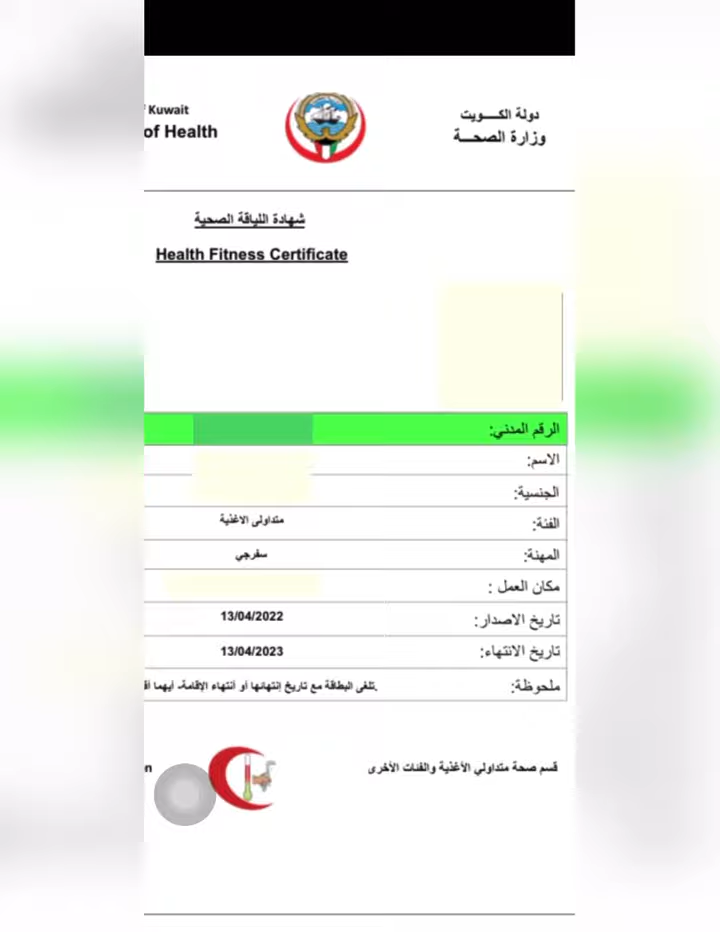 دولة الكـــويت
وزارة الصحـــة
Kuwait
of Health
شهادة اللياقة الصحية
Health Fitness Certificate
الرقم المدني:
الاسم:
الجنسية:
الفئة: متداولى الاغذية
المهنة: سفرجي
مكان العمل :
تاريخ الاصدار: 13/04/2022
تاريخ الانتهاء: 13/04/2023
ملحوظة: تلغى البطاقة مع تاريخ إنتهائها أو أنتهاء الإقامة- أيهما
قسم صحة متداولي الأغذية والفئات الأخرى